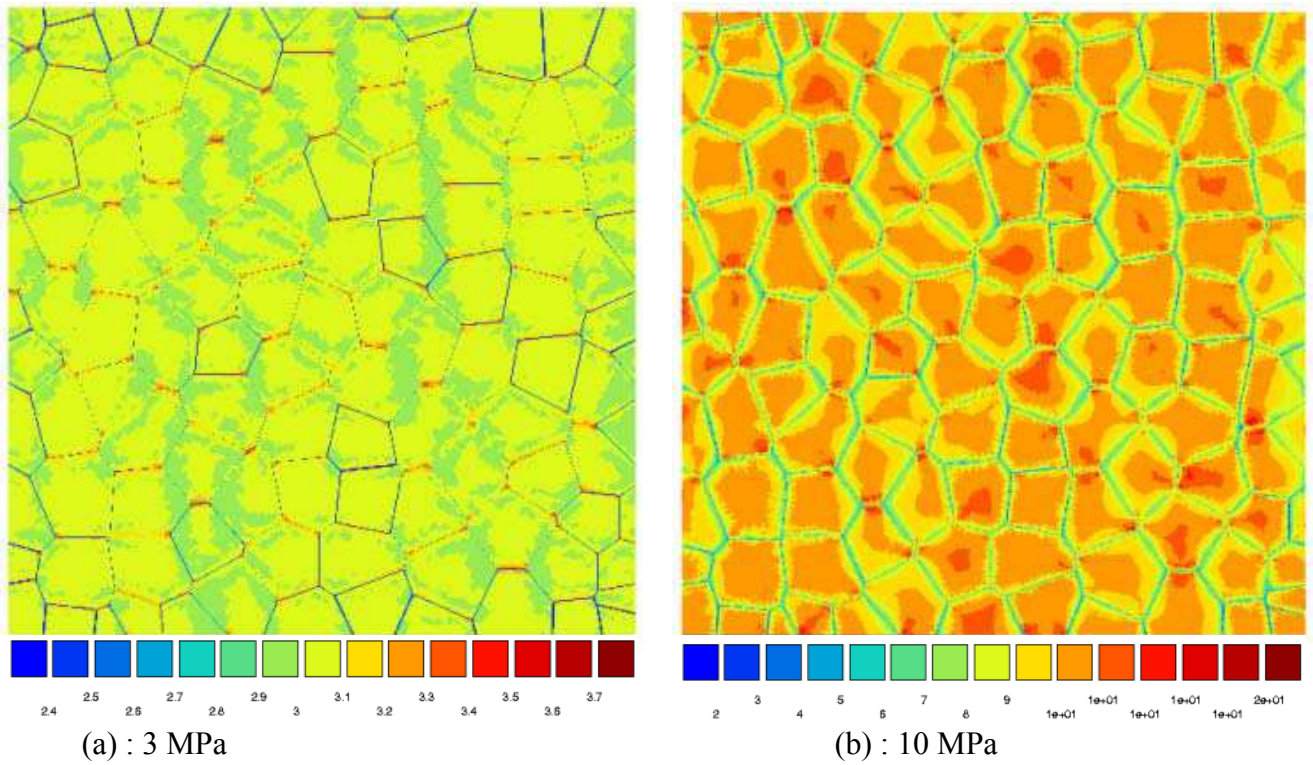 2.5 2.7 2.9 3.1 3.3 3.5 3.7
2.4 2.6 2.8 3 3.2 3.4 3.6
3 5 7 9 1e+01 1e+01 2e+01
2 4 6 8 1e+01 1e+01 1e+01
(a) : 3 MPa
(b) : 10 MPa